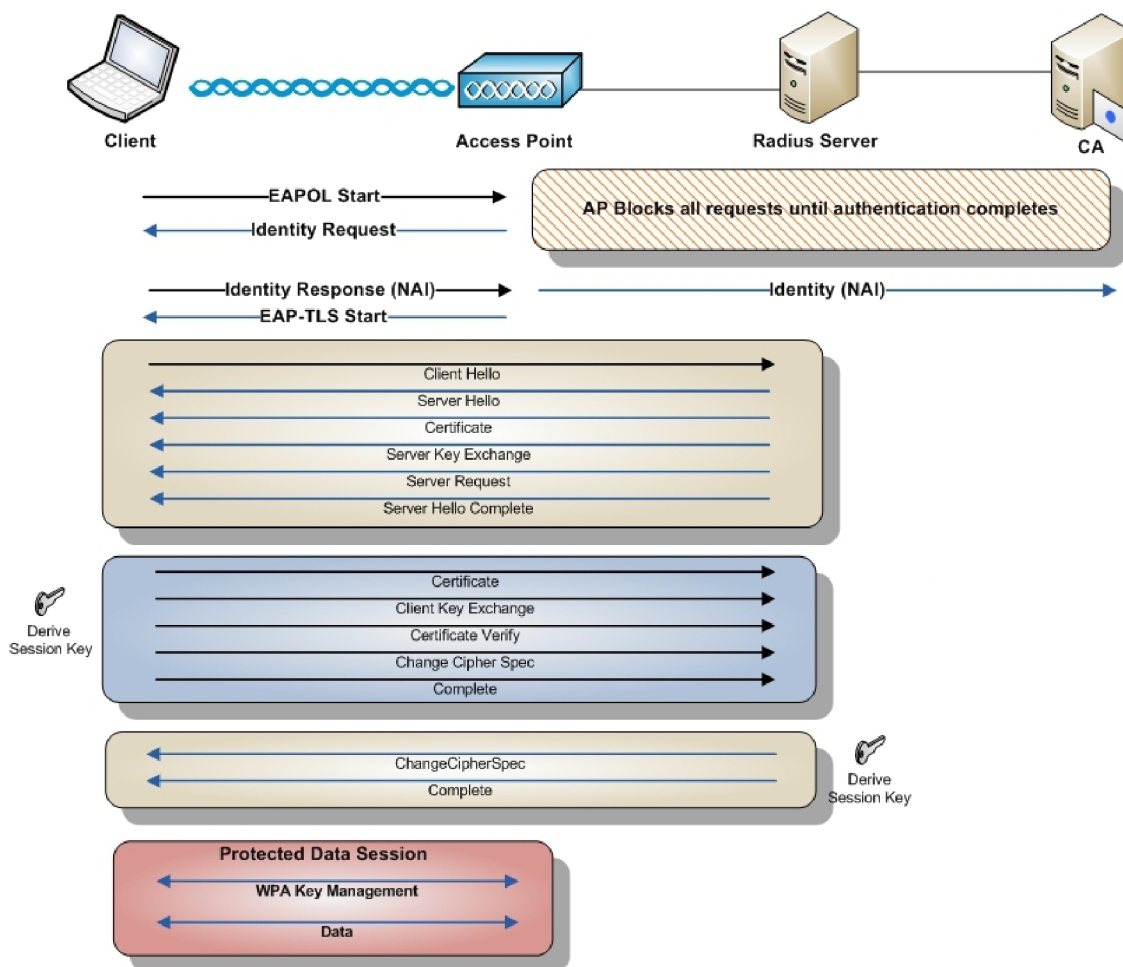 Client
Access Point
Radius Server
CA
EAPOL Start
AP Blocks all requests until authentication completes
Identity Request
Identity Response (NAI)
Identity (NAI)
EAP-TLS Start
Client Hello
Server Hello
Certificate
Server Key Exchange
Server Request
Server Hello Complete
Certificate
Client Key Exchange
Derive
Session Key
Certificate Verify
Change Cipher Spec
Complete
ChangeCipherSpec
Complete
Derive
Session Key
Protected Data Session
WPA Key Management
Data